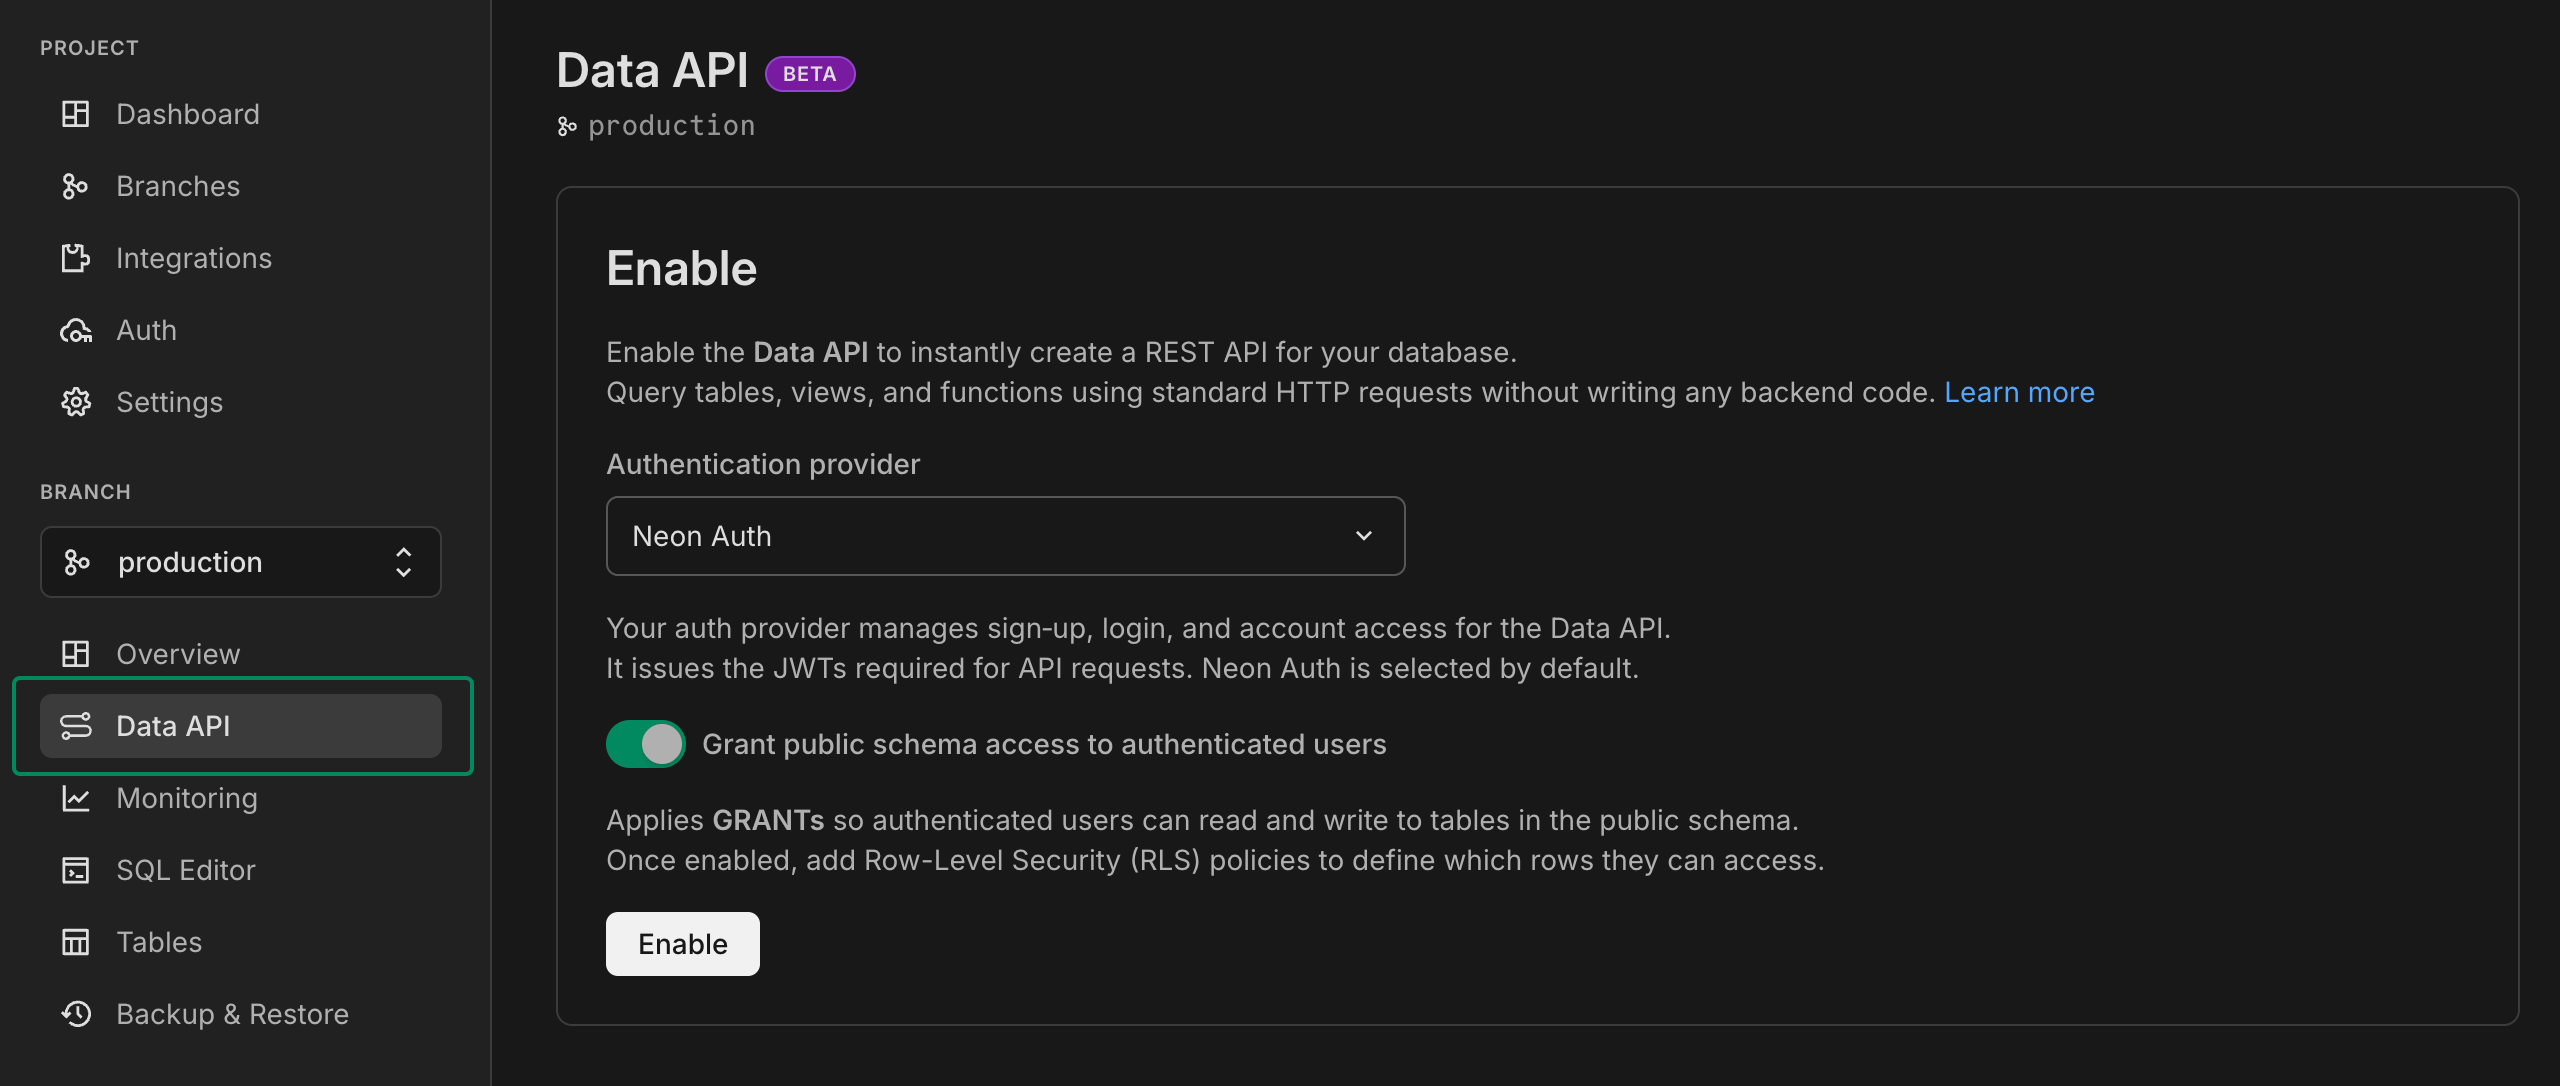 PROJECT
Dashboard
Branches
Integrations
Auth
Settings
BRANCH
production
Overview
Data API
Monitoring
SQL Editor
Tables
Backup & Restore
Data API BETA
production
Enable
Enable the Data API to instantly create a REST API for your database.
Query tables, views, and functions using standard HTTP requests without writing any backend code. Learn more
Authentication provider
Neon Auth
Your auth provider manages sign-up, login, and account access for the Data API.
It issues the JWTs required for API requests. Neon Auth is selected by default.
Grant public schema access to authenticated users
Applies GRANTs so authenticated users can read and write to tables in the public schema.
Once enabled, add Row-Level Security (RLS) policies to define which rows they can access.
Enable